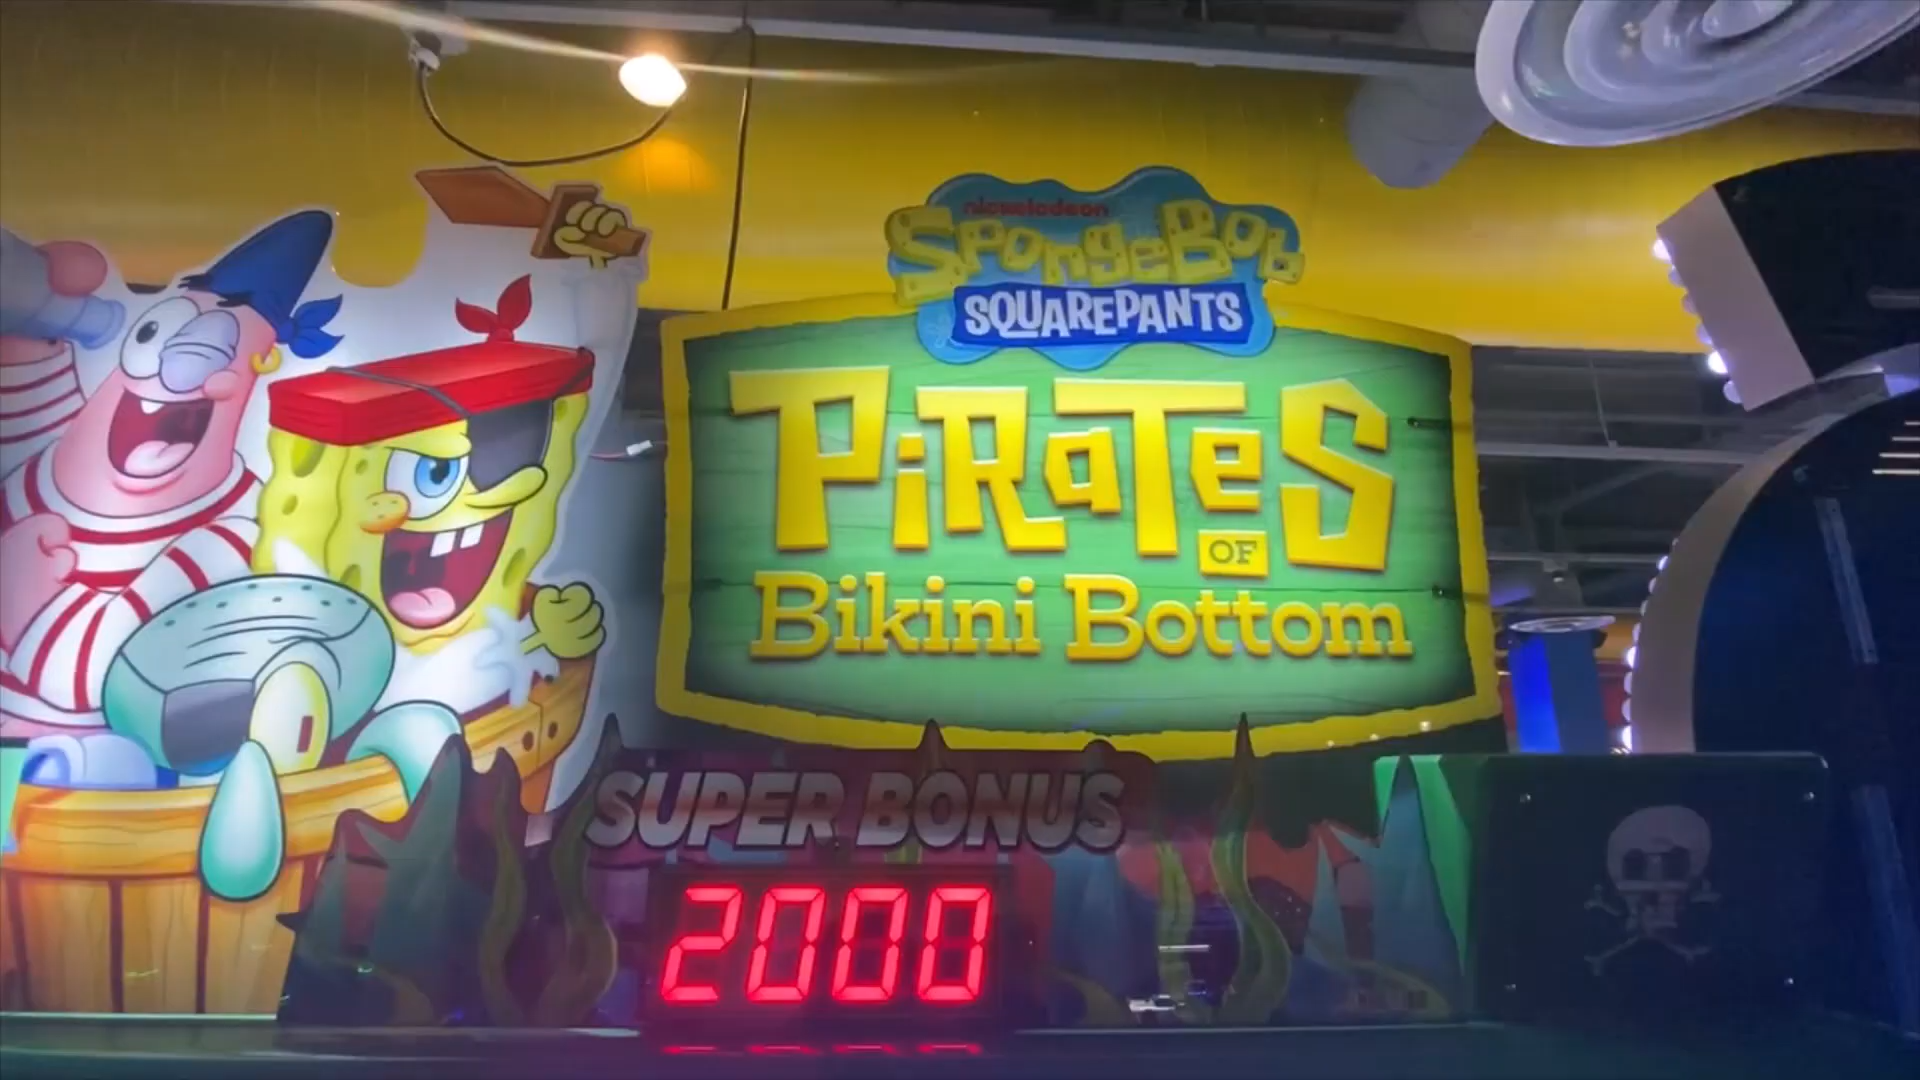 nickelodeon
SpongeBob
SQUAREPANTS
PiRaTeS
OF
Bikini Bottom
SUPER BONUS
2000